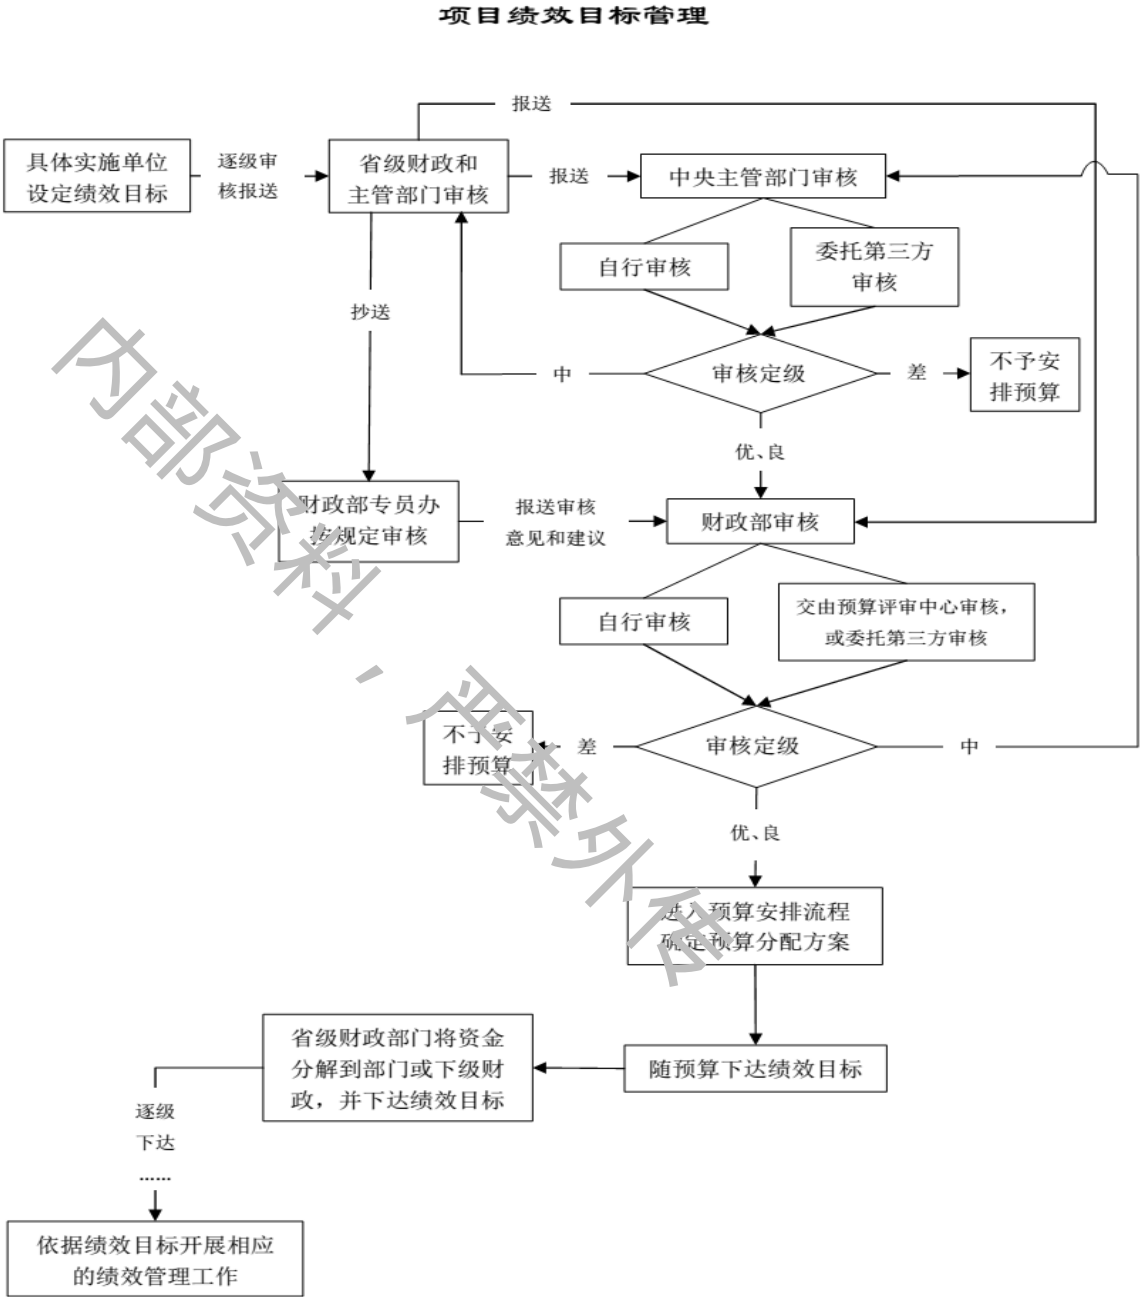 项目绩效目标管理
报送
具体实施单位
设定绩效目标
逐级审
核报送
省级财政和
主管部门审核
报送
中央主管部门审核
自行审核
委托第三方
审核
抄送
中
审核定级
差
不予安
排预算
优、良
财政部专员办
按规定审核
报送审核
意见和建议
财政部审核
自行审核
交由预算评审中心审核，
或委托第三方审核
不予安
排预算
差
审核定级
中
优、良
进入预算安排流程
确定预算分配方案
省级财政部门将资金
分解到部门或下级财
政，并下达绩效目标
随预算下达绩效目标
逐级
下达
……
依据绩效目标开展相应
的绩效管理工作
内部资料，严禁外传